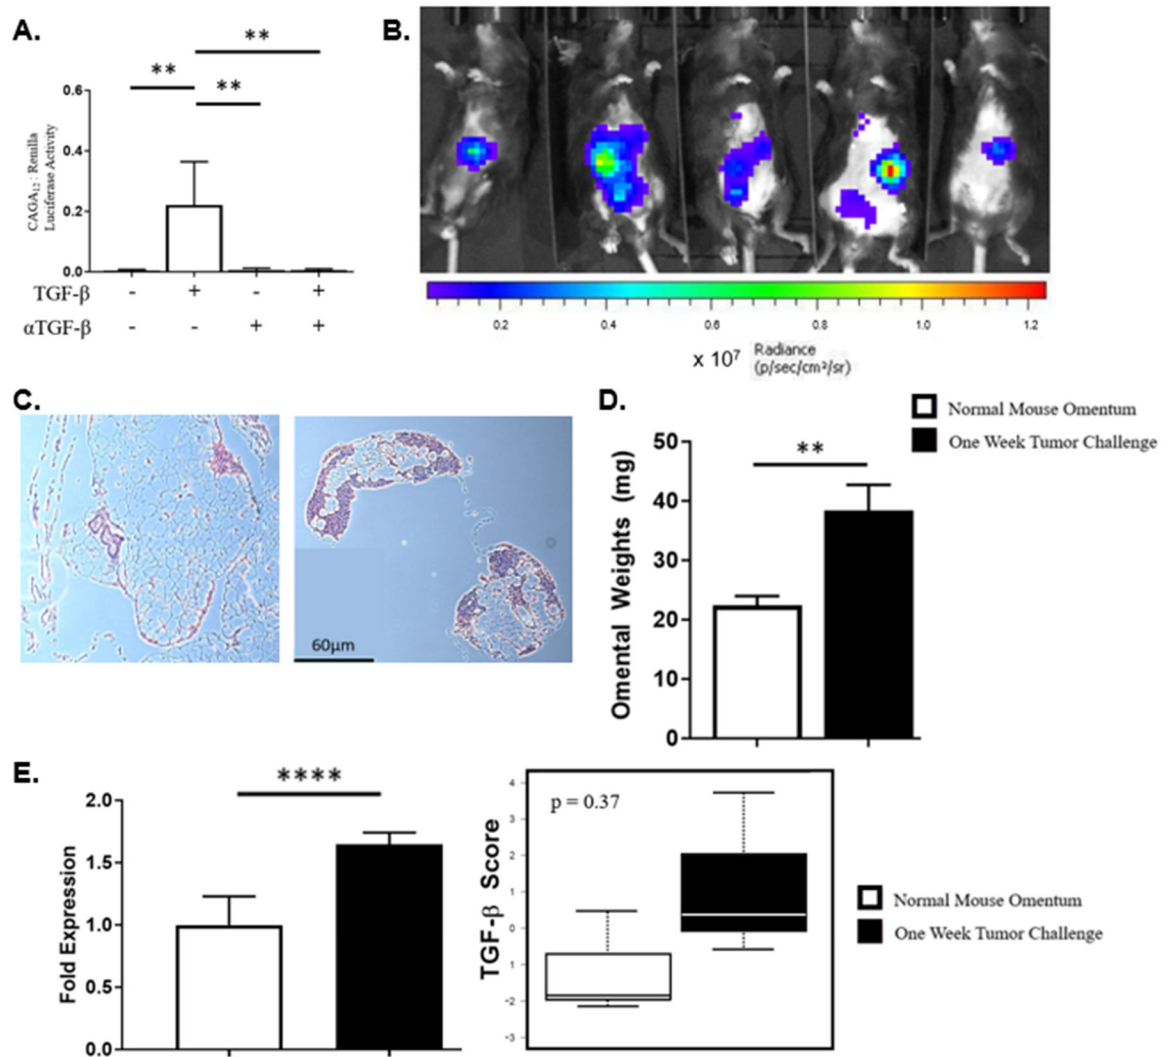 A.
**
**
**
CAGA₁₂ : Renilla
Luciferase Activity
0.6
0.4
0.2
0.0
TGF-β - + - +
αTGF-β - - + +
B.
0.2 0.4 0.6 0.8 1.0 1.2
x 10⁷
Radiance
(p/sec/cm²/sr)
C.
60µm
D.
Normal Mouse Omentum
One Week Tumor Challenge
**
Omental Weights (mg)
50
40
30
20
10
0
E.
****
Fold Expression
2.0
1.5
1.0
0.5
0.0
p = 0.37
TGF-β Score
4
3
2
1
0
1
-2
-3
Normal Mouse Omentum
One Week Tumor Challenge